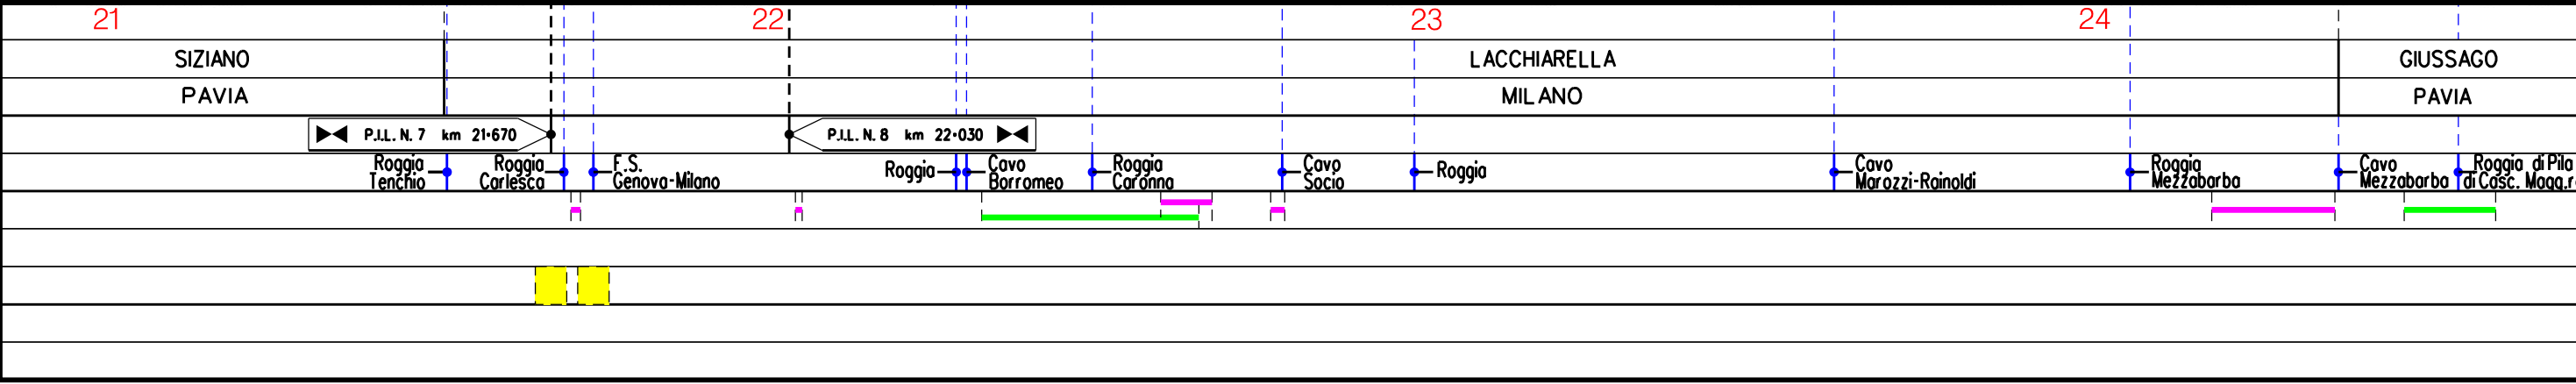 21 22 23 24
SIZIANO LACCHIARELLA GIUSSAGO
PAVIA MILANO PAVIA
P.I.L. N. 7 km 21+670 P.I.L. N. 8 km 22+030
Roggia Tenchio
Roggia Carlesca
F.S. Genova-Milano
Roggia
Cavo Borromeo
Roggia Caronna
Cavo Socio
Roggia
Cavo Marozzi-Rainoldi
Roggia Mezzabarba
Cavo Mezzabarba
Roggia di Pila
di Casc. Magg.r